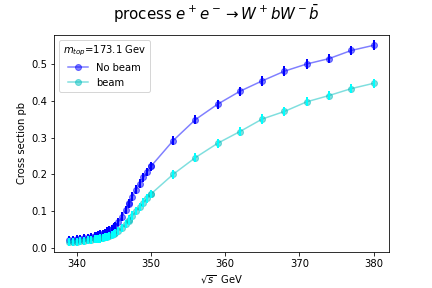 process e⁺e⁻→W⁺bW⁻b̄
m_top=173.1 Gev
No beam
beam
Cross section pb
0.5
0.4
0.3
0.2
0.1
0.0
340 350 360 370 380
√s GeV